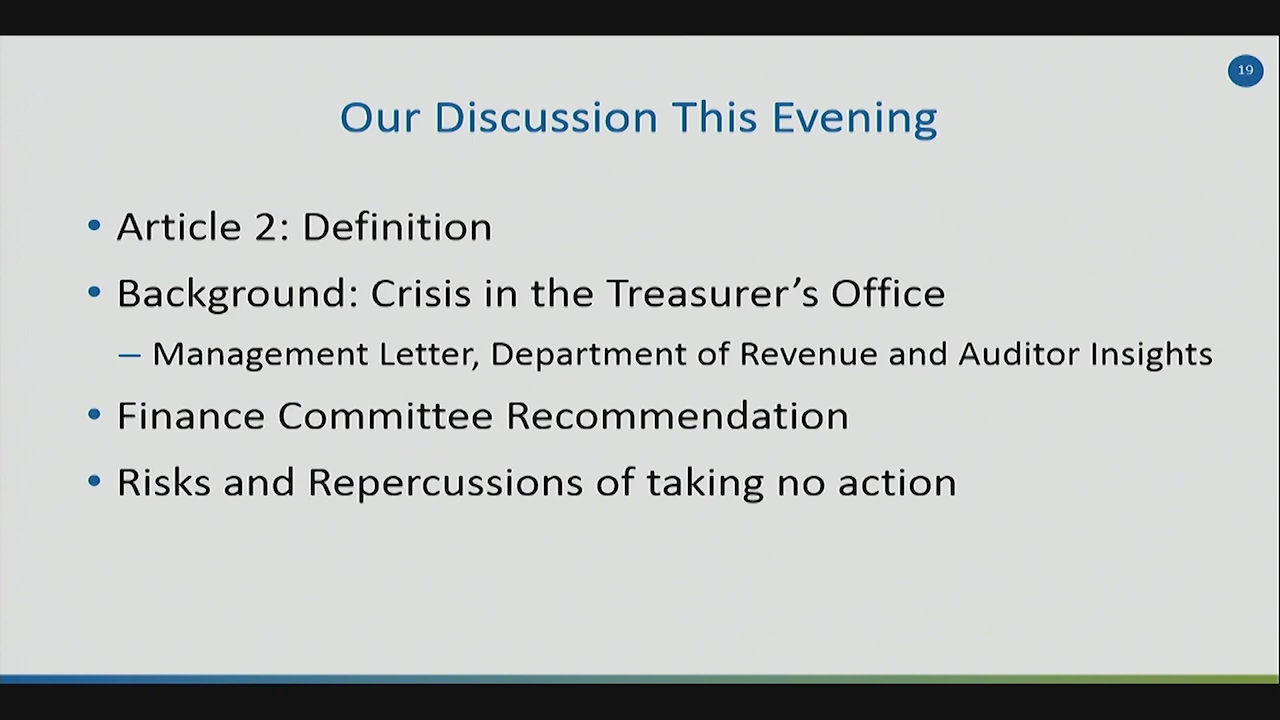 19
Our Discussion This Evening
• Article 2: Definition
• Background: Crisis in the Treasurer’s Office
– Management Letter, Department of Revenue and Auditor Insights
• Finance Committee Recommendation
• Risks and Repercussions of taking no action